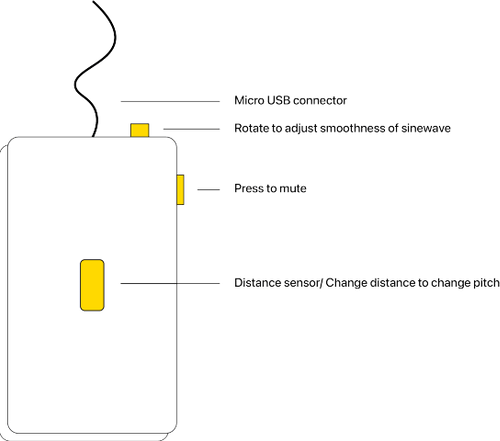 Micro USB connector
Rotate to adjust smoothness of sinewave
Press to mute
Distance sensor/ Change distance to change pitch